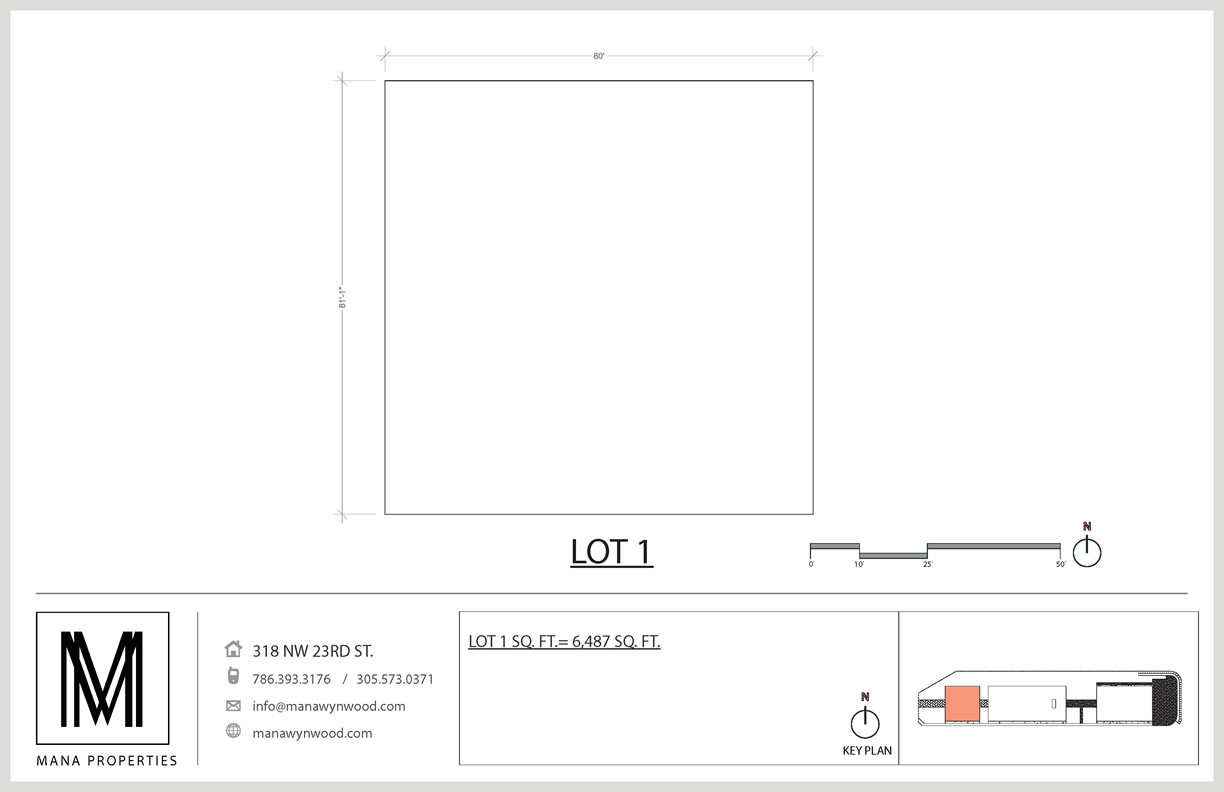 80'
81'-1"
LOT 1
N
0'
10'
25'
50'
M
MANA PROPERTIES
318 NW 23RD ST.
786.393.3176 / 305.573.0371
info@manawynwood.com
manawynwood.com
LOT 1 SQ. FT.= 6,487 SQ. FT.
N
KEY PLAN